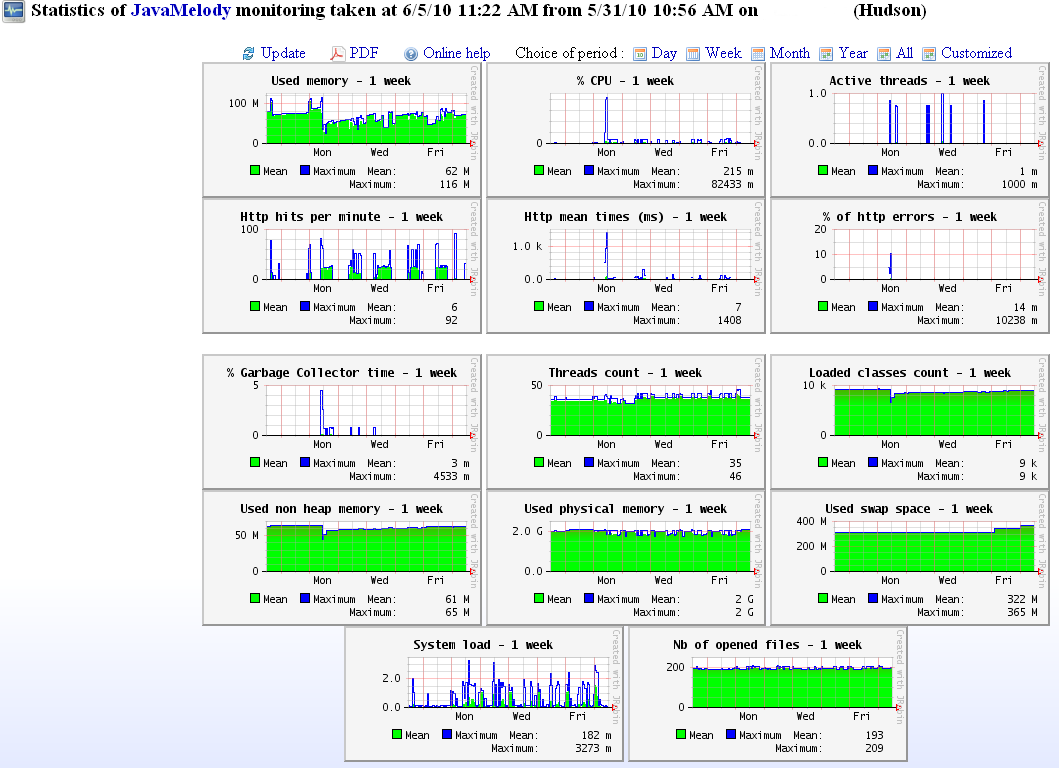 Statistics of JavaMelody monitoring taken at 6/5/10 11:22 AM from 5/31/10 10:56 AM on (Hudson)
Update PDF Online help Choice of period : Day Week Month Year All Customized
Used memory - 1 week
Created with JRobin
100 M
0
Mon Wed Fri
Mean Maximum Mean: 62 M
Maximum: 116 M
% CPU - 1 week
Created with JRobin
0
Mon Wed Fri
Mean Maximum Mean: 215 m
Maximum: 82433 m
Active threads - 1 week
Created with JRobin
1.0
0.0
Mon Wed Fri
Mean Maximum Mean: 1 m
Maximum: 1000 m
Http hits per minute - 1 week
Created with JRobin
100
0
Mon Wed Fri
Mean Maximum Mean: 6
Maximum: 92
Http mean times (ms) - 1 week
Created with JRobin
1.0 k
0.0
Mon Wed Fri
Mean Maximum Mean: 7
Maximum: 1408
% of http errors - 1 week
Created with JRobin
20
10
0
Mon Wed Fri
Mean Maximum Mean: 14 m
Maximum: 10238 m
% Garbage Collector time - 1 week
Created with JRobin
5
0
Mon Wed Fri
Mean Maximum Mean: 3 m
Maximum: 4533 m
Threads count - 1 week
Created with JRobin
50
0
Mon Wed Fri
Mean Maximum Mean: 35
Maximum: 46
Loaded classes count - 1 week
Created with JRobin
10 k
0
Mon Wed Fri
Mean Maximum Mean: 9 k
Maximum: 9 k
Used non heap memory - 1 week
Created with JRobin
50 M
0
Mon Wed Fri
Mean Maximum Mean: 61 M
Maximum: 65 M
Used physical memory - 1 week
Created with JRobin
2.0 G
0.0
Mon Wed Fri
Mean Maximum Mean: 2 G
Maximum: 2 G
Used swap space - 1 week
Created with JRobin
400 M
200 M
0
Mon Wed Fri
Mean Maximum Mean: 322 M
Maximum: 365 M
System load - 1 week
Created with JRobin
2.0
0.0
Mon Wed Fri
Mean Maximum Mean: 182 m
Maximum: 3273 m
Nb of opened files - 1 week
Created with JRobin
200
0
Mon Wed Fri
Mean Maximum Mean: 193
Maximum: 209